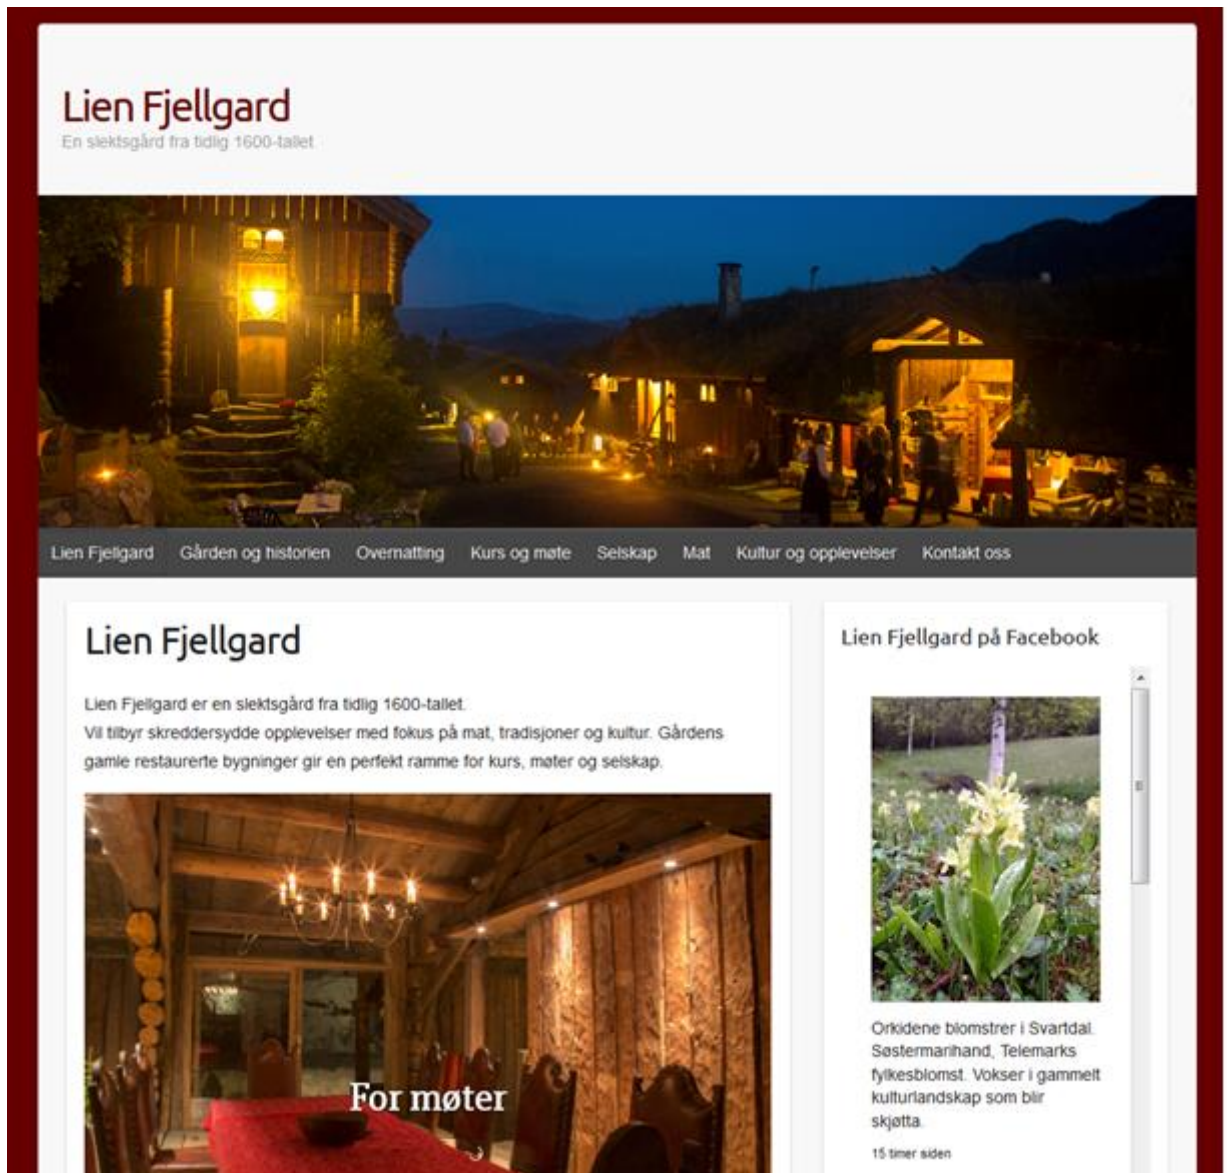 Lien Fjellgard
En slektsgård fra tidlig 1600-tallet
Lien Fjellgard Gården og historien Overnatting Kurs og møte Selskap Mat Kultur og opplevelser Kontakt oss
Lien Fjellgard
Lien Fjellgard er en slektsgård fra tidlig 1600-tallet.
Vil tilbyr skreddersydde opplevelser med fokus på mat, tradisjoner og kultur. Gårdens
gamle restaurerte bygninger gir en perfekt ramme for kurs, møter og selskap.
For møter
Lien Fjellgard på Facebook
Orkidene blomstrer i Svartdal.
Søstermarihand, Telemarks
fylkesblomst. Vokser i gammelt
kulturlandskap som blir
skjøtta.
15 timer siden